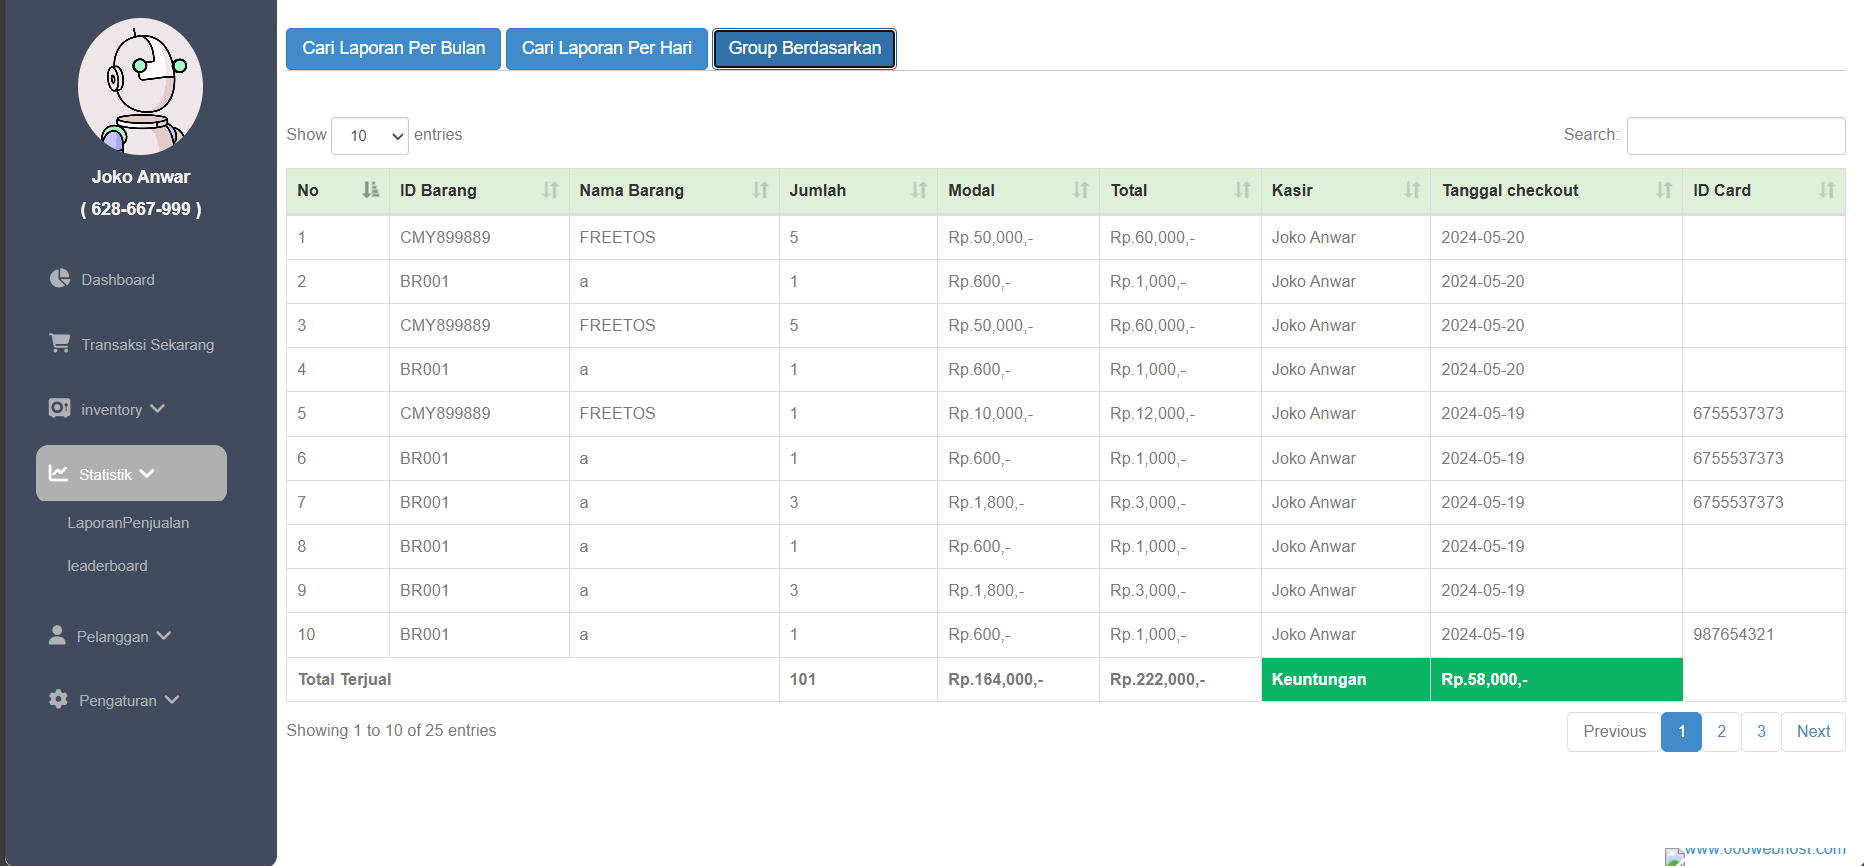 Joko Anwar
( 628-667-999 )
Dashboard
Transaksi Sekarang
inventory
Statistik
LaporanPenjualan
leaderboard
Pelanggan
Pengaturan
Cari Laporan Per Bulan Cari Laporan Per Hari Group Berdasarkan
Show 10 entries Search:
No ID Barang Nama Barang Jumlah Modal Total Kasir Tanggal checkout ID Card
1 CMY899889 FREETOS 5 Rp.50,000,- Rp.60,000,- Joko Anwar 2024-05-20
2 BR001 a 1 Rp.600,- Rp.1,000,- Joko Anwar 2024-05-20
3 CMY899889 FREETOS 5 Rp.50,000,- Rp.60,000,- Joko Anwar 2024-05-20
4 BR001 a 1 Rp.600,- Rp.1,000,- Joko Anwar 2024-05-20
5 CMY899889 FREETOS 1 Rp.10,000,- Rp.12,000,- Joko Anwar 2024-05-19 6755537373
6 BR001 a 1 Rp.600,- Rp.1,000,- Joko Anwar 2024-05-19 6755537373
7 BR001 a 3 Rp.1,800,- Rp.3,000,- Joko Anwar 2024-05-19 6755537373
8 BR001 a 1 Rp.600,- Rp.1,000,- Joko Anwar 2024-05-19
9 BR001 a 3 Rp.1,800,- Rp.3,000,- Joko Anwar 2024-05-19
10 BR001 a 1 Rp.600,- Rp.1,000,- Joko Anwar 2024-05-19 987654321
Total Terjual 101 Rp.164,000,- Rp.222,000,- Keuntungan Rp.58,000,-
Showing 1 to 10 of 25 entries Previous 1 2 3 Next